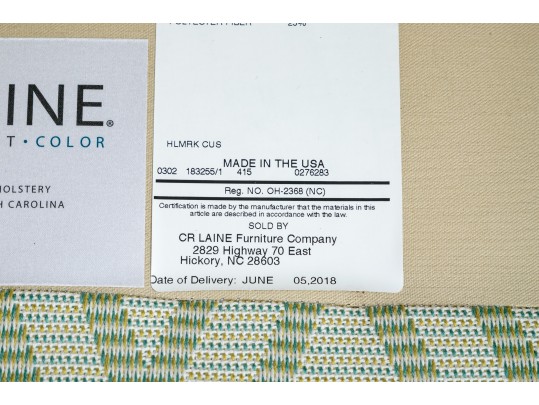 INE®
T · COLOR
HOLSTERY
H CAROLINA
POLYESTER FIBER 25%
HLMRK CUS
MADE IN THE USA
0302 183255/1 415 0276283
Reg. NO. OH-2368 (NC)
Certification is made by the manufacturer that the materials in this
article are described in accordance with the law.
SOLD BY
CR LAINE Furniture Company
2829 Highway 70 East
Hickory, NC 28603
Date of Delivery: JUNE 05,2018